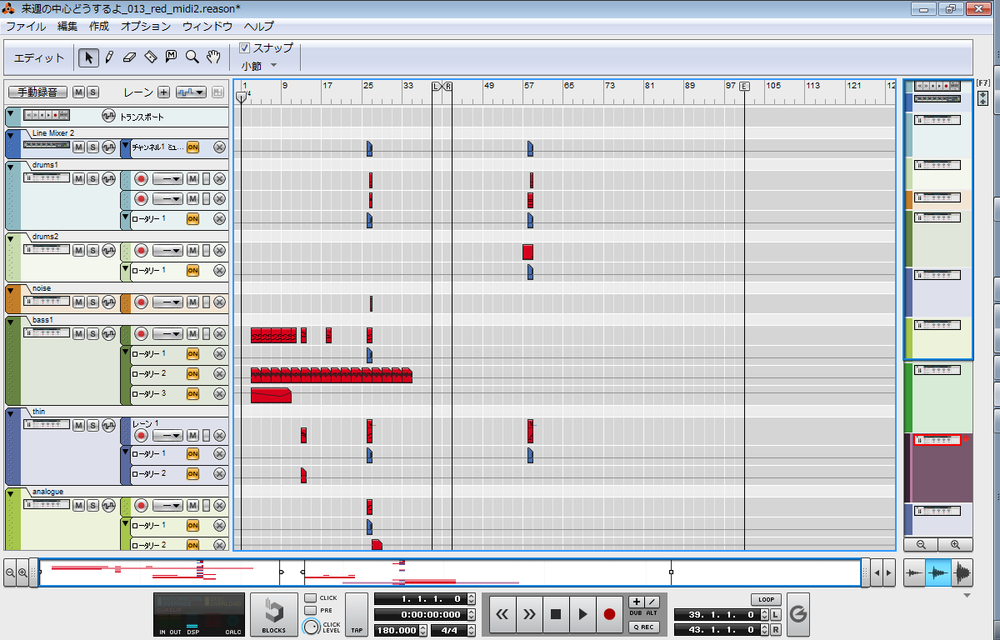 来週の中心どうするよ_013_red_midi2.reason*
ファイル 編集 作成 オプション ウィンドウ ヘルプ
エディット M スナップ
小節
手動録音 M S レーン + 1 9 17 25 33 L R 49 57 65 73 81 89 97 E 105 113 121 12 [F7]
/4
トランスポート
Line Mixer 2
M S チャンネル1 ミュ... ON
drums1
M S M
M
ロータリー 1 ON
drums2
M S M
ロータリー 1 ON
noise
M S M
bass1
M S M
ロータリー 1 ON
ロータリー 2 ON
ロータリー 3 ON
thin
レーン 1
M S M
ロータリー 1 ON
ロータリー 2 ON
analogue
M S M
ロータリー 1 ON
ロータリー 2 ON
CLICK
PRE
CLICK LEVEL
BLOCKS
TAP
IN OUT DSP CALC
1. 1. 1. 0
0:00:00:000
180.000 4/4
DUB ALT
Q REC
LOOP
39. 1. 1. 0 L
43. 1. 1. 0 R